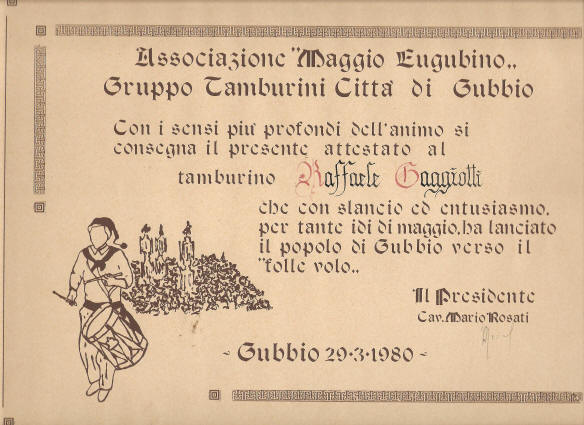 Associazione "Maggio Eugubino„
Gruppo Tamburini Città di Gubbio
Con i sensi più profondi dell'animo si
consegna il presente attestato al
tamburino Raffaele Gaggiotti
che con slancio ed entusiasmo,
per tante idi di maggio, ha lanciato
il popolo di Gubbio verso il
"folle volo„
Il Presidente
Cav. Mario Rosati
- Gubbio 29·3·1980 -